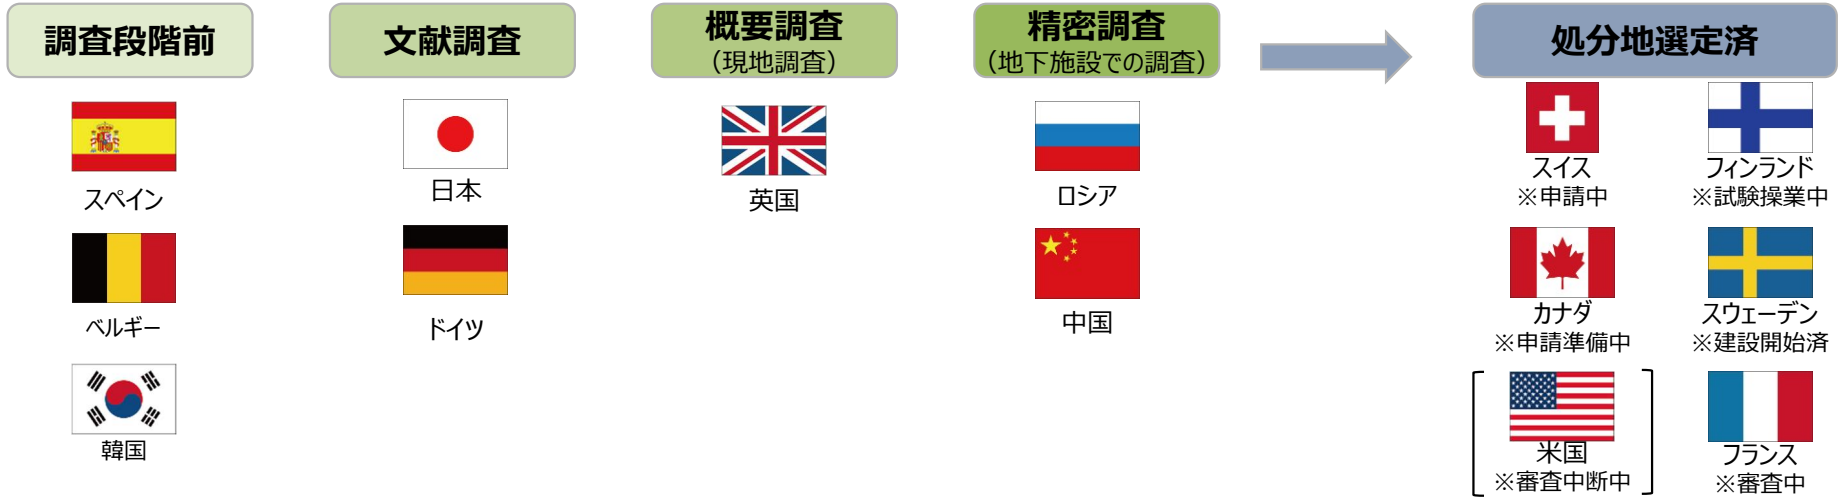 調査段階前
文献調査
概要調査
（現地調査）
精密調査
（地下施設での調査）
処分地選定済
スペイン
ベルギー
韓国
日本
ドイツ
英国
ロシア
中国
スイス
※申請中
フィンランド
※試験操業中
カナダ
※申請準備中
スウェーデン
※建設開始済
米国
※審査中断中
フランス
※審査中